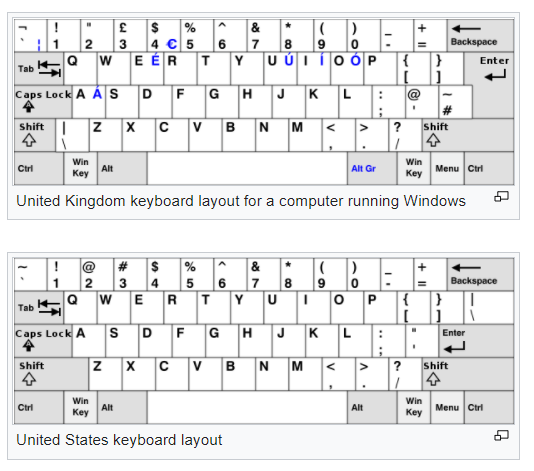 ¬ ! " £ $ % ^ & * ( ) _ + Backspace
` ¦ 1 2 3 4 € 5 6 7 8 9 0 - =
Tab Q W E É R T Y U Ú I Í O Ó P { } Enter
[ ]
Caps Lock A Á S D F G H J K L : @ ~
; ' #
Shift | Z X C V B N M < > ? Shift
\ , . /
Ctrl Win Key Alt Alt Gr Win Key Menu Ctrl
United Kingdom keyboard layout for a computer running Windows
~ ! @ # $ % ^ & * ( ) _ + Backspace
` 1 2 3 4 5 6 7 8 9 0 - =
Tab Q W E R T Y U I O P { } |
[ ] \
Caps Lock A S D F G H J K L : " Enter
; '
Shift Z X C V B N M < > ? Shift
, . /
Ctrl Win Key Alt Alt Win Key Menu Ctrl
United States keyboard layout